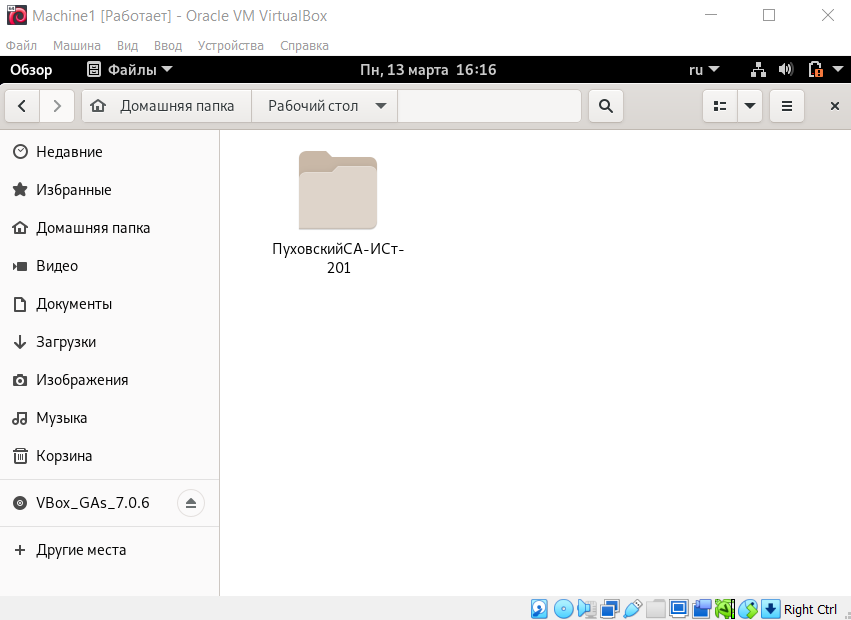 Machine1 [Работает] - Oracle VM VirtualBox
Файл Машина Вид Ввод Устройства Справка
Обзор Файлы Пн, 13 марта 16:16 ru
Домашняя папка Рабочий стол
Недавние
Избранные
Домашняя папка
Видео
Документы
Загрузки
Изображения
Музыка
Корзина
VBox_GAs_7.0.6
Другие места
ПуховскийСА-ИСт-
201
Right Ctrl